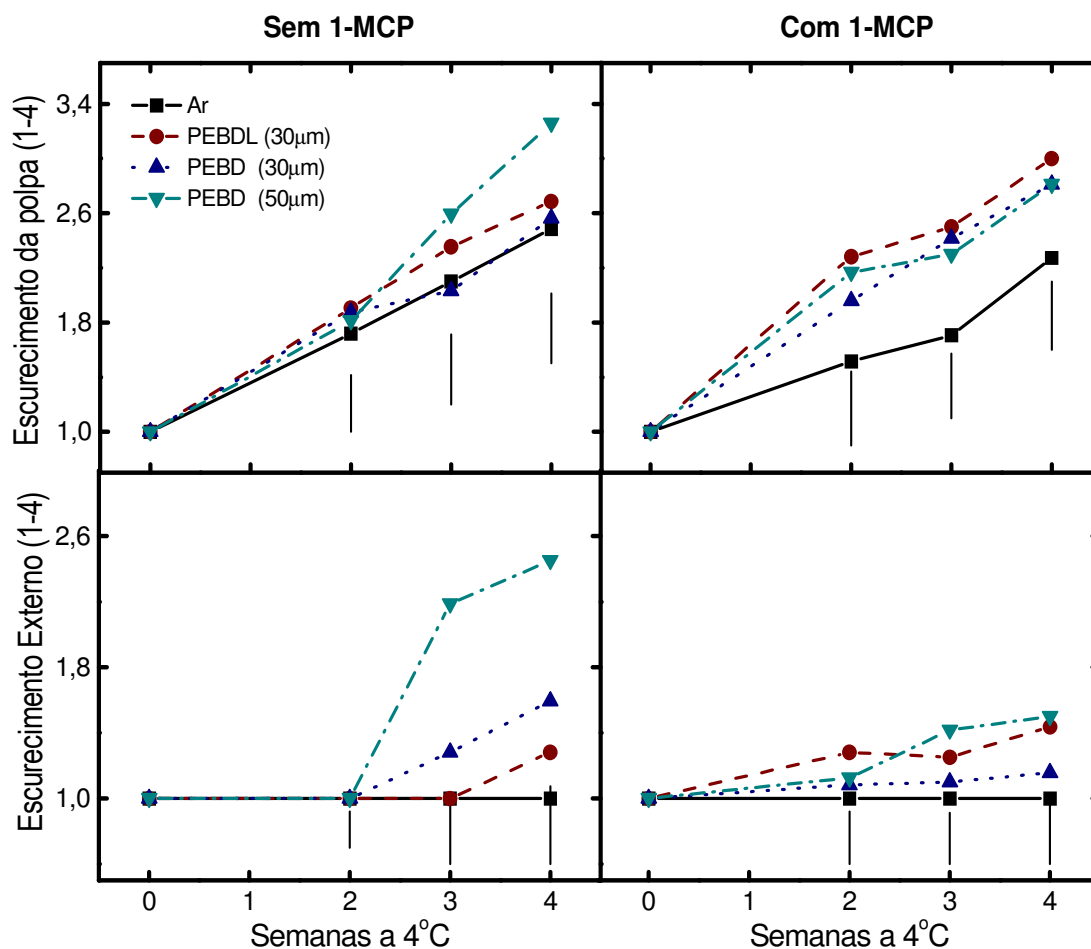 Sem 1-MCP
Com 1-MCP
Escurecimento da polpa (1-4)
3,4
2,6
1,8
1,0
Ar
PEBDL (30µm)
PEBD (30µm)
PEBD (50µm)
Escurecimento Externo (1-4)
2,6
1,8
1,0
0 1 2 3 4
0 1 2 3 4
Semanas a 4°C
Semanas a 4°C